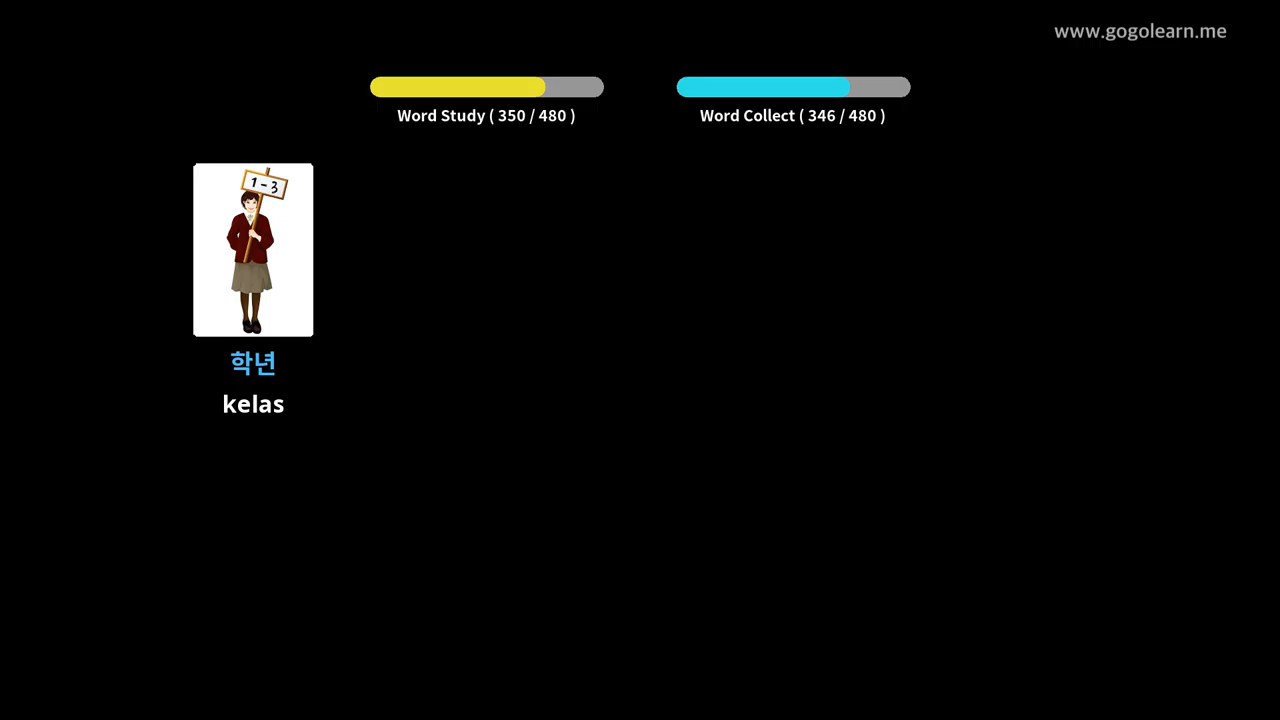 www.gogolearn.me
Word Study ( 350 / 480 )
Word Collect ( 346 / 480 )
1-3
학년
kelas